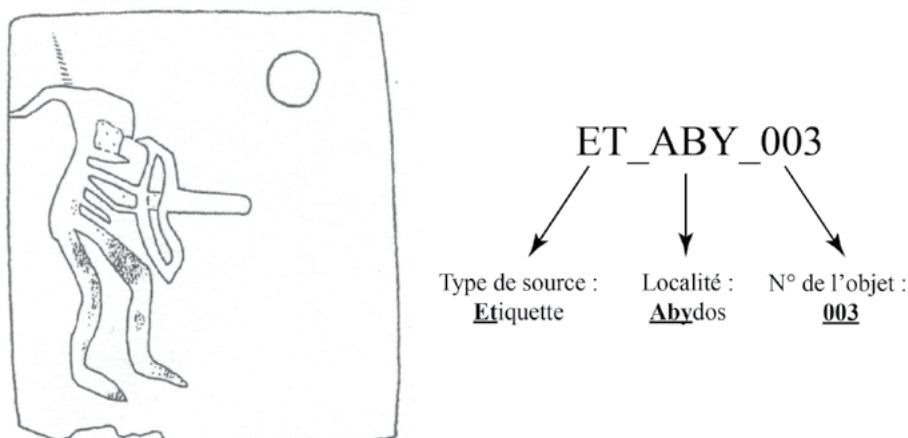 ET_ABY_003
Type de source :
Etiquette
Localité :
Abydos
N° de l'objet :
003